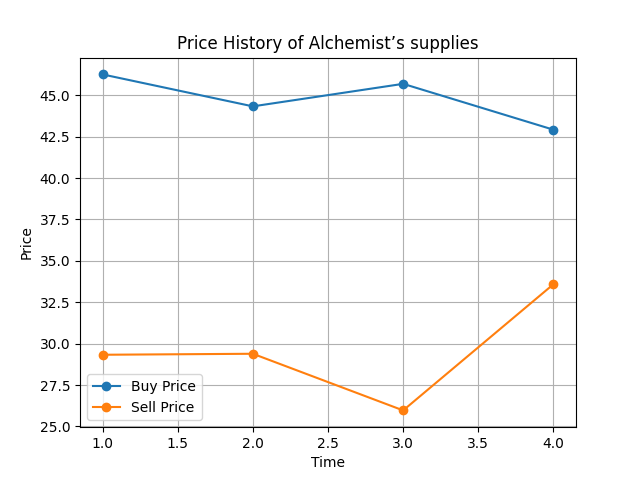 Price History of Alchemist’s supplies
45.0
42.5
40.0
37.5
35.0
32.5
30.0
27.5
25.0
Price
Buy Price
Sell Price
1.0 1.5 2.0 2.5 3.0 3.5 4.0
Time